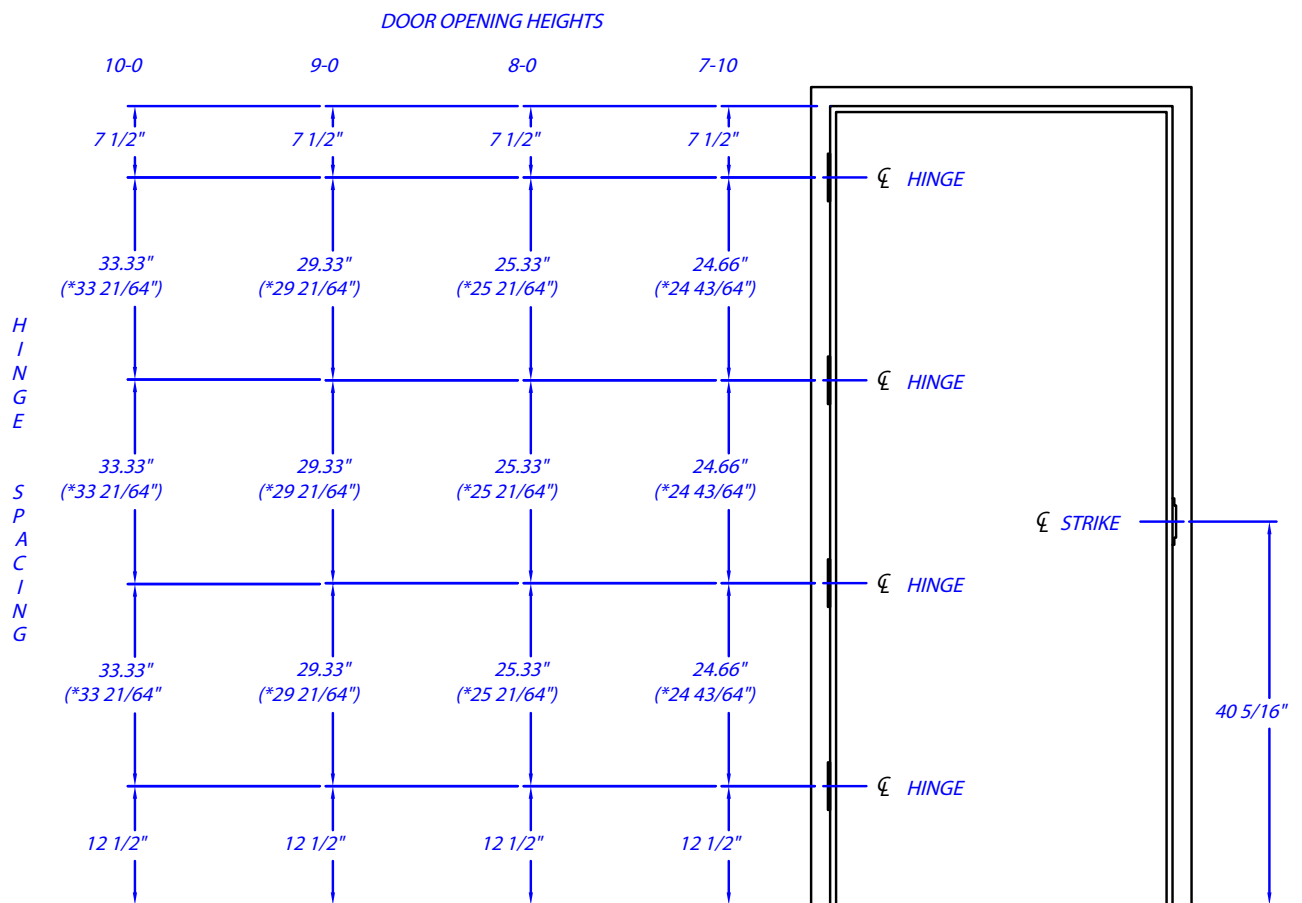 DOOR OPENING HEIGHTS
10-0 9-0 8-0 7-10
7 1/2" 7 1/2" 7 1/2" 7 1/2"
℄ HINGE
33.33" 29.33" 25.33" 24.66"
(*33 21/64") (*29 21/64") (*25 21/64") (*24 43/64")
HINGE
℄ HINGE
33.33" 29.33" 25.33" 24.66"
(*33 21/64") (*29 21/64") (*25 21/64") (*24 43/64")
SPACING
℄ STRIKE
℄ HINGE
33.33" 29.33" 25.33" 24.66"
(*33 21/64" (*29 21/64") (*25 21/64") (*24 43/64")
40 5/16"
℄ HINGE
12 1/2" 12 1/2" 12 1/2" 12 1/2"